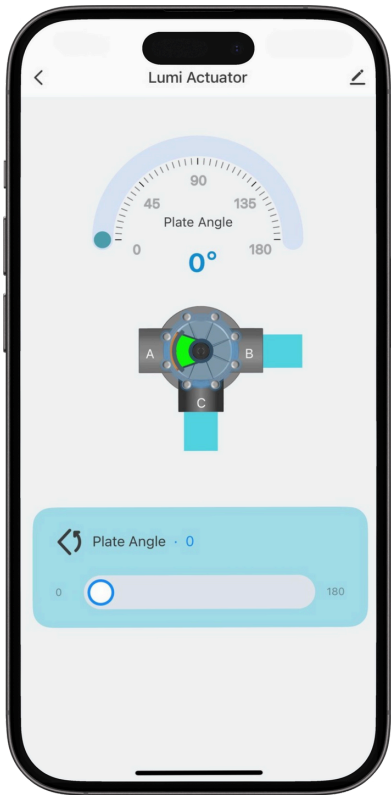 Lumi Actuator
90
45 135
Plate Angle
0 180
0°
A B
C
Plate Angle · 0
0 180